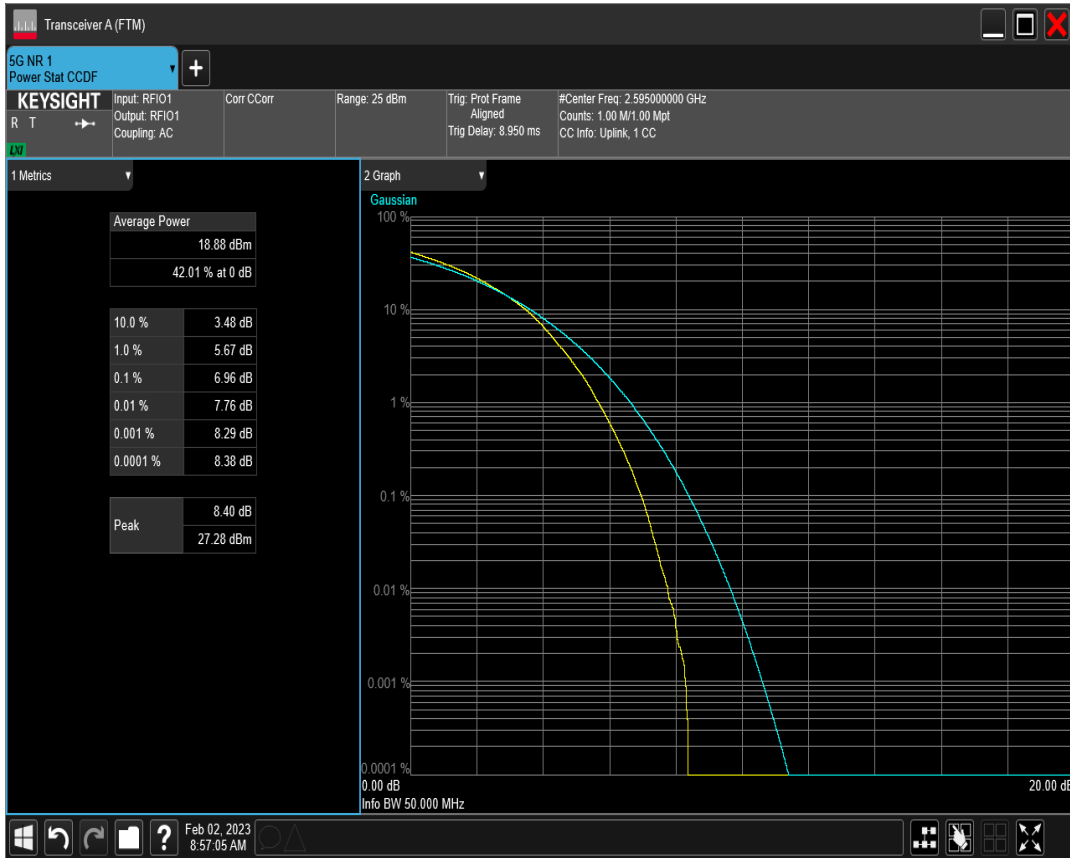 Transceiver A (FTM)
5G NR 1
Power Stat CCDF
+
KEYSIGHT
R T
LXI
Input: RFIO1
Output: RFIO1
Coupling: AC
Corr CCorr
Range: 25 dBm
Trig: Prot Frame
Aligned
Trig Delay: 8.950 ms
#Center Freq: 2.595000000 GHz
Counts: 1.00 M/1.00 Mpt
CC Info: Uplink, 1 CC
1 Metrics
Average Power
18.88 dBm
42.01 % at 0 dB
10.0 % 3.48 dB
1.0 % 5.67 dB
0.1 % 6.96 dB
0.01 % 7.76 dB
0.001 % 8.29 dB
0.0001 % 8.38 dB
Peak
8.40 dB
27.28 dBm
2 Graph
Gaussian
100 %
10 %
1 %
0.1 %
0.01 %
0.001 %
0.0001 %
0.00 dB 20.00 dB
Info BW 50.000 MHz
?
Feb 02, 2023
8:57:05 AM